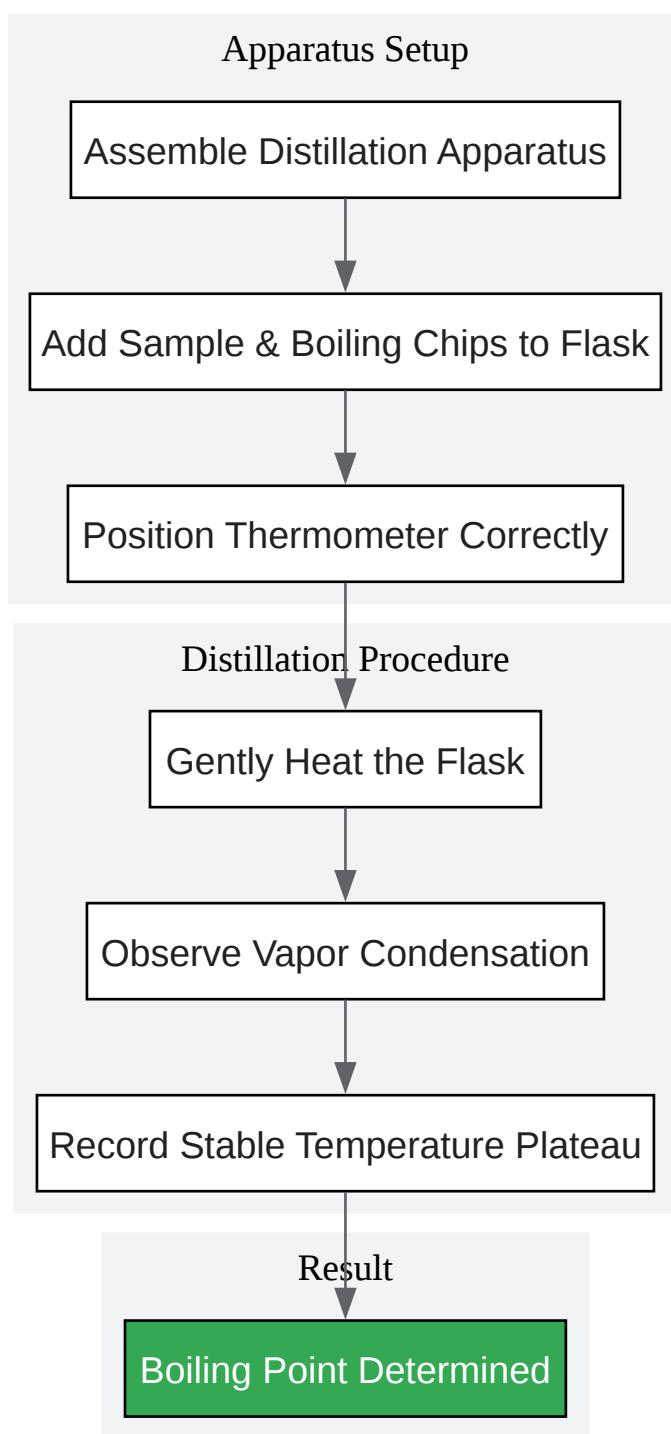 Apparatus Setup
Assemble Distillation Apparatus
Add Sample & Boiling Chips to Flask
Position Thermometer Correctly
Distillation Procedure
Gently Heat the Flask
Observe Vapor Condensation
Record Stable Temperature Plateau
Result
Boiling Point Determined